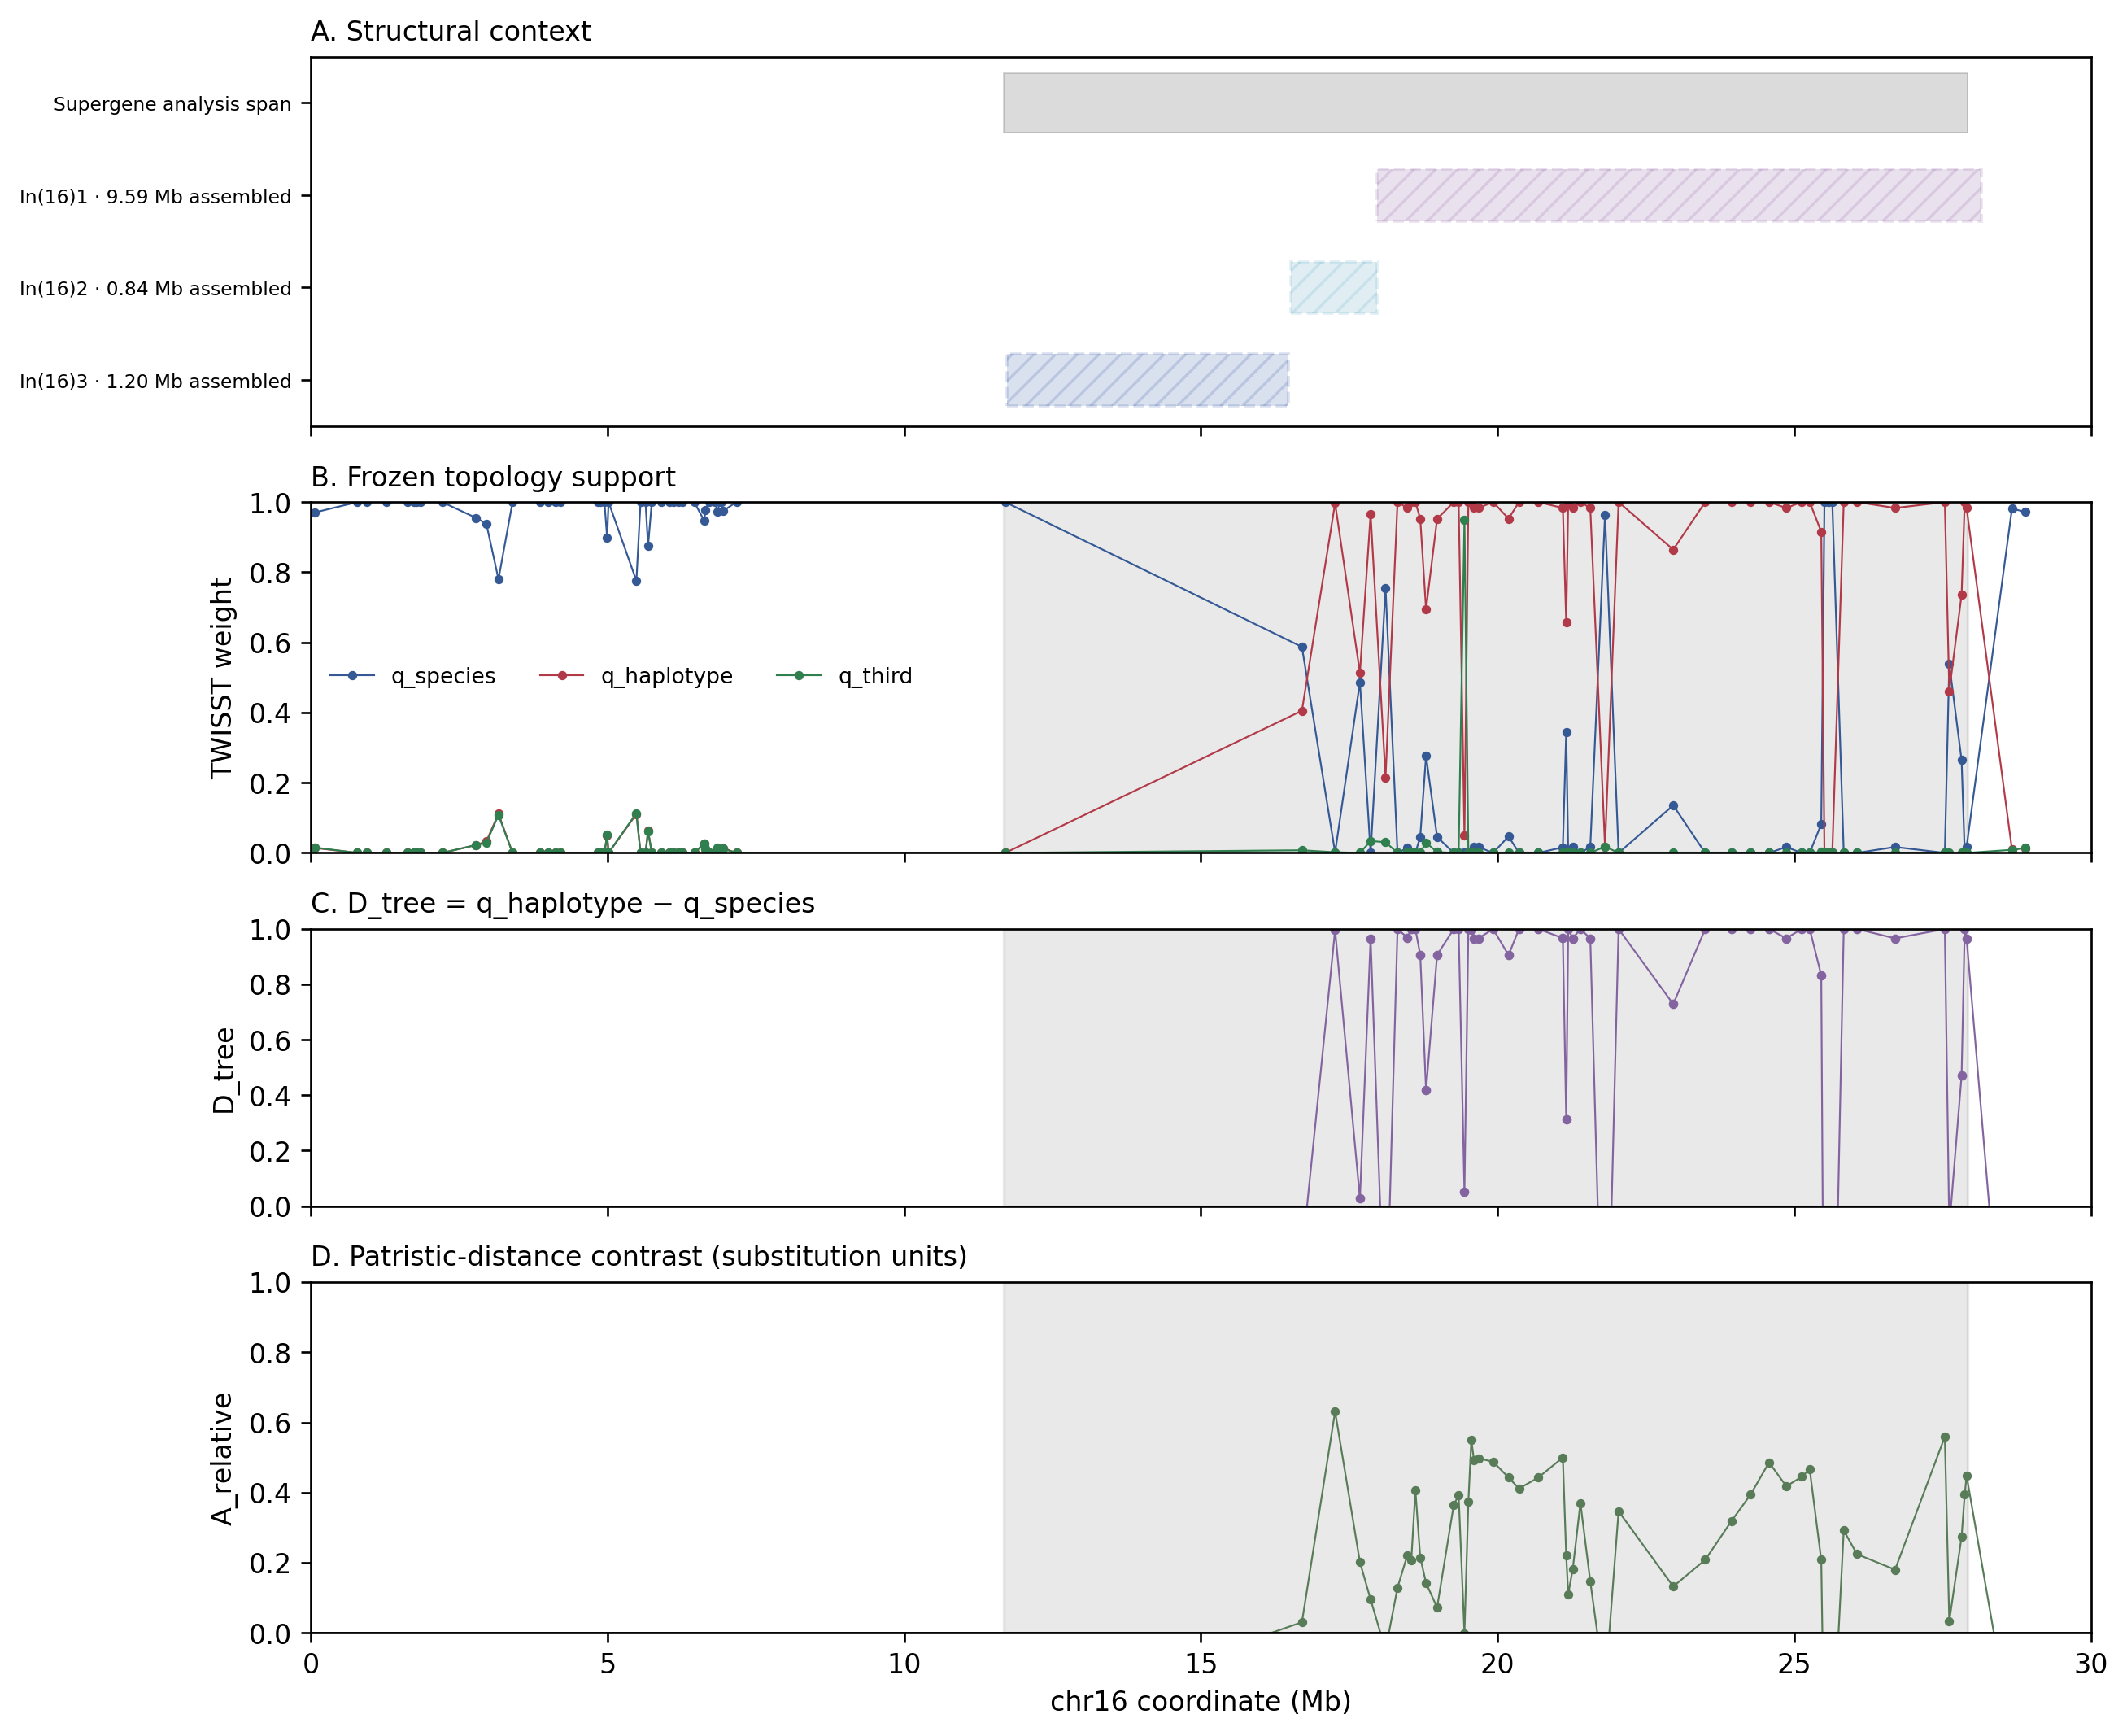 A. Structural context
Supergene analysis span
In(16)1 · 9.59 Mb assembled
In(16)2 · 0.84 Mb assembled
In(16)3 · 1.20 Mb assembled
B. Frozen topology support
1.0
0.8
0.6
0.4
0.2
0.0
TWISST weight
q_species
q_haplotype
q_third
C. D_tree = q_haplotype − q_species
1.0
0.8
0.6
0.4
0.2
0.0
D_tree
D. Patristic-distance contrast (substitution units)
1.0
0.8
0.6
0.4
0.2
0.0
A_relative
0 5 10 15 20 25 30
chr16 coordinate (Mb)